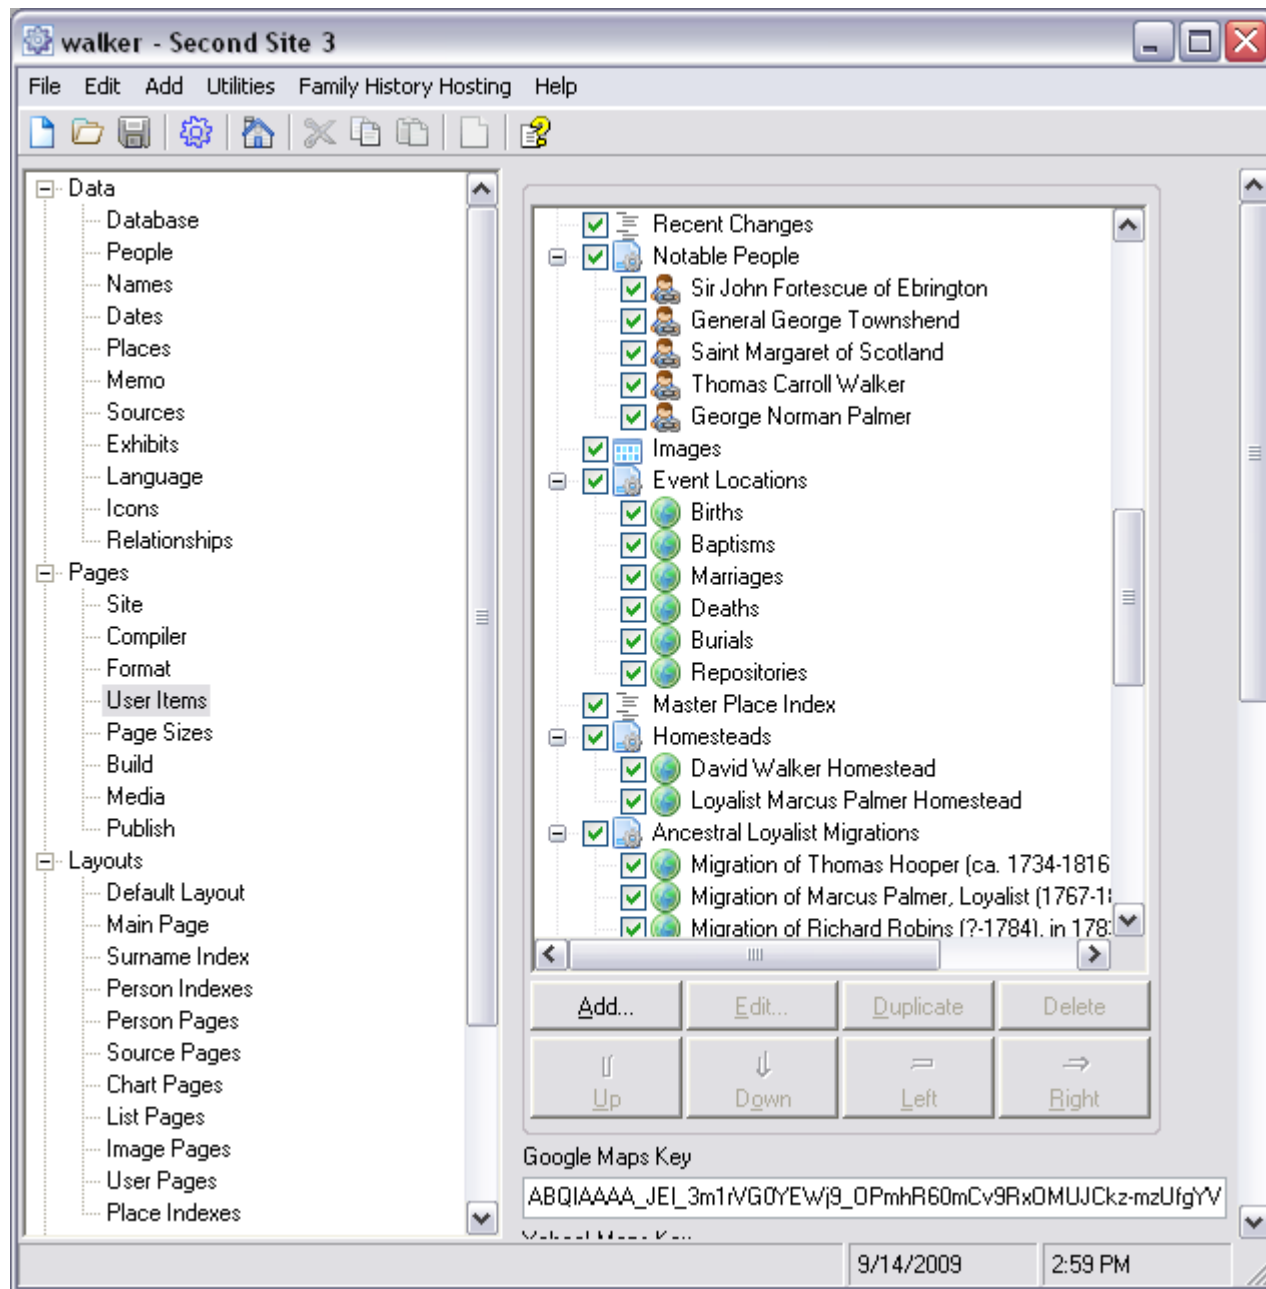 walker - Second Site 3
File Edit Add Utilities Family History Hosting Help
Data
Database
People
Names
Dates
Places
Memo
Sources
Exhibits
Language
Icons
Relationships
Pages
Site
Compiler
Format
User Items
Page Sizes
Build
Media
Publish
Layouts
Default Layout
Main Page
Surname Index
Person Indexes
Person Pages
Source Pages
Chart Pages
List Pages
Image Pages
User Pages
Place Indexes
Recent Changes
Notable People
Sir John Fortescue of Ebrington
General George Townshend
Saint Margaret of Scotland
Thomas Carroll Walker
George Norman Palmer
Images
Event Locations
Births
Baptisms
Marriages
Deaths
Burials
Repositories
Master Place Index
Homesteads
David Walker Homestead
Loyalist Marcus Palmer Homestead
Ancestral Loyalist Migrations
Migration of Thomas Hooper (ca. 1734-1816
Migration of Marcus Palmer, Loyalist (1767-1
Migration of Richard Robins (?-1784), in 178
Add... Edit... Duplicate Delete
Up Down Left Right
Google Maps Key
Yahoo! Maps Key
9/14/2009 2:59 PM